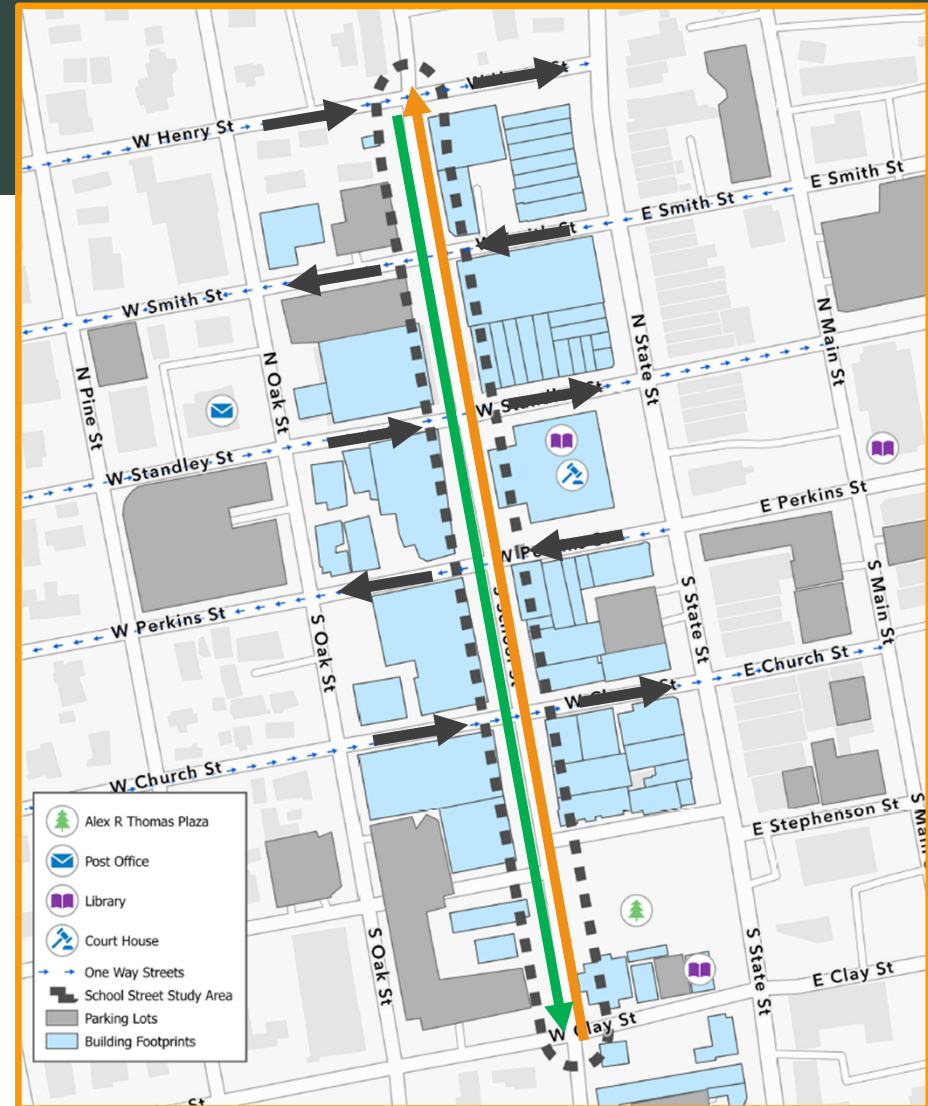 W Henry St
E Smith St
E Smith St
W Smith St
N Pine St
N Oak St
N State St
N Main St
W Standley St
E Perkins St
W Perkins St
S Oak St
S State St
S Main St
E Church St
W Church St
E Stephenson St
S Oak St
S State St
E Clay St
W Clay St
St
Alex R Thomas Plaza
Post Office
Library
Court House
One Way Streets
School Street Study Area
Parking Lots
Building Footprints